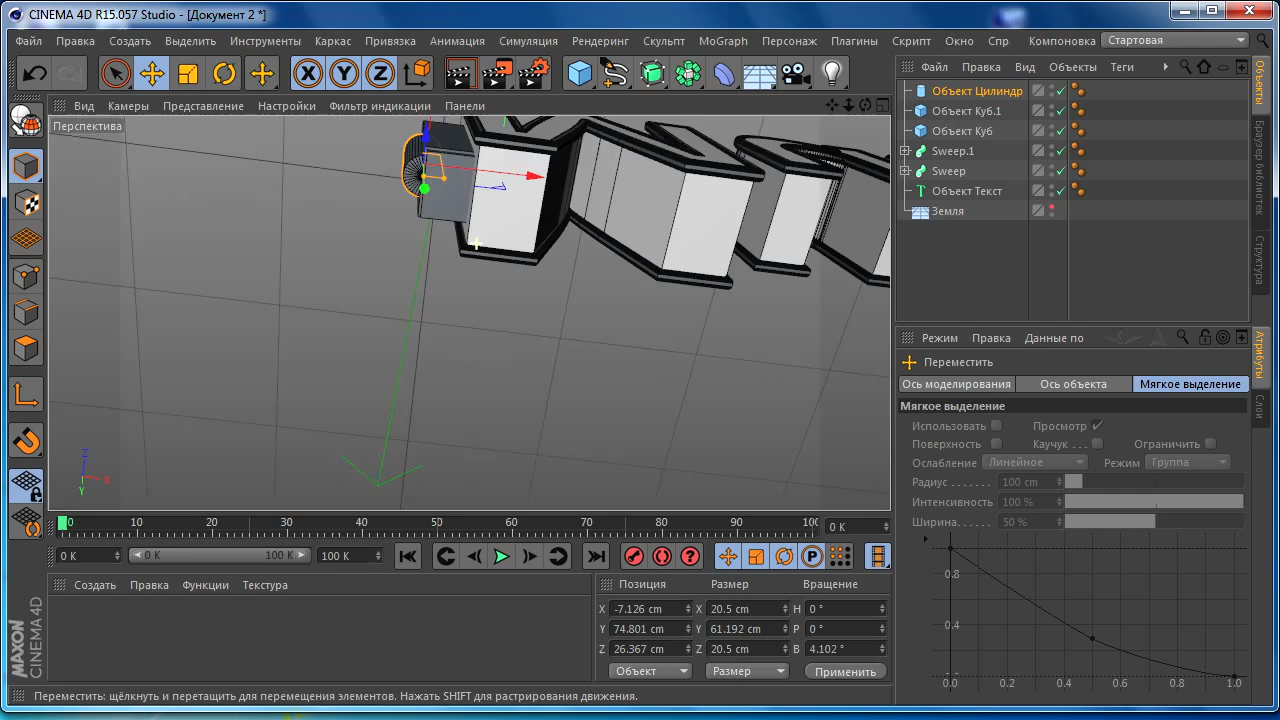 CINEMA 4D R15.057 Studio - [Документ 2 *]
Файл Правка Создать Выделить Инструменты Каркас Привязка Анимация Симуляция Рендеринг Скульпт MoGraph Персонаж Плагины Скрипт Окно Спр Компоновка Стартовая
X Y Z
Вид Камеры Представление Настройки Фильтр индикации Панели
Перспектива
Z
X
Y
Файл Правка Вид Объекты Теги
Объект Цилиндр
Объект Куб.1
Объект Куб
Sweep.1
Sweep
Объект Текст
Земля
Объекты
Браузер библиотек
Структура
Режим Правка Данные по
Переместить
Ось моделирования Ось объекта Мягкое выделение
Мягкое выделение
Использовать Просмотр
Поверхность Каучук . . . Ограничить
Ослабление Линейное Режим Группа
Радиус . . . . . . . 100 cm
Интенсивность 100 %
Ширина. . . . . . 50 %
0.8
0.4
0.0 0.2 0.4 0.6 0.8 1.0
Атрибуты
Слои
0 10 20 30 40 50 60 70 80 90 100 0 K
0 K 0 K 100 K 100 K
P
Создать Правка Функции Текстура
Позиция Размер Вращение
X -7.126 cm X 20.5 cm H 0 °
Y 74.801 cm Y 61.192 cm P 0 °
Z 26.367 cm Z 20.5 cm B 4.102 °
Объект Размер Применить
MAXON
CINEMA 4D
Переместить: щёлкнуть и перетащить для перемещения элементов. Нажать SHIFT для растрирования движения.